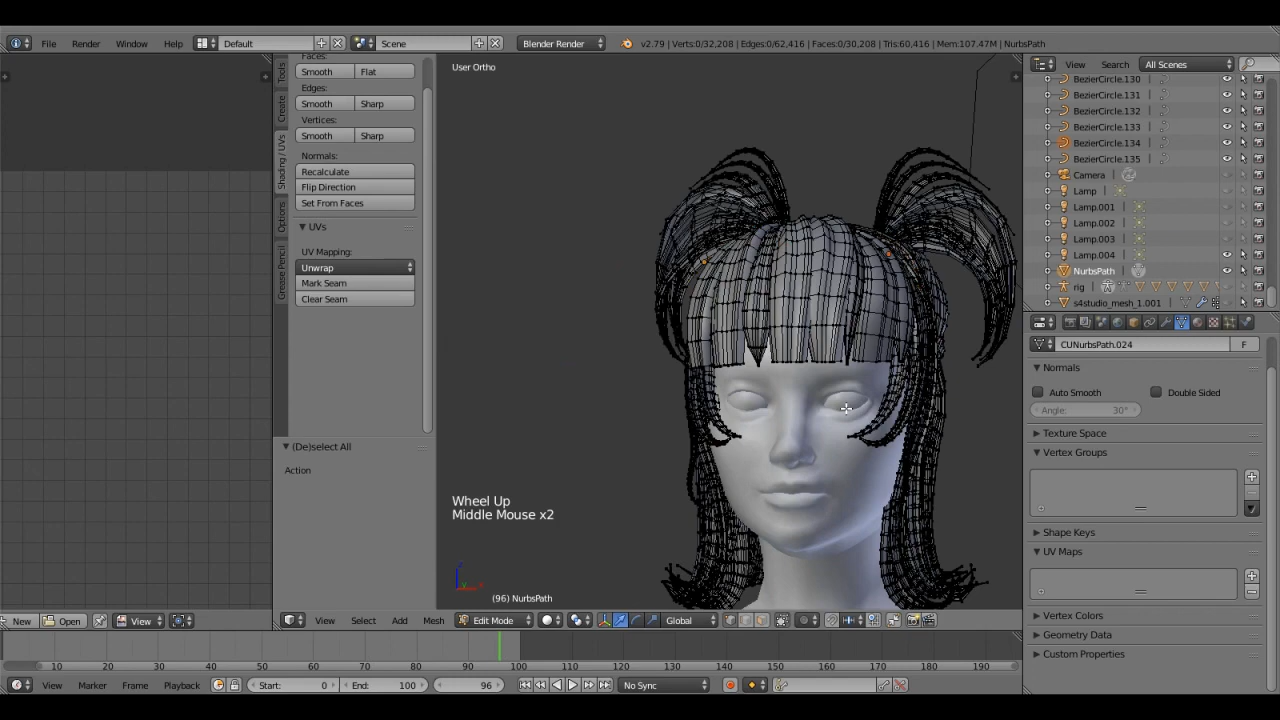 File Render Window Help Default Scene Blender Render v2.79 | Verts:0/32,208 | Edges:0/62,416 | Faces:0/30,208 | Tris:60,416 | Mem:107.47M | NurbsPath
Tools
Create
Shading / UVs
Options
Grease Pencil
Faces:
Smooth Flat
Edges:
Smooth Sharp
Vertices:
Smooth Sharp
Normals:
Recalculate
Flip Direction
Set From Faces
UVs
UV Mapping:
Unwrap
Mark Seam
Clear Seam
(De)select All
Action
User Ortho
Wheel Up
Middle Mouse x2
(96) NurbsPath
View Search All Scenes
BezierCircle.130
BezierCircle.131
BezierCircle.132
BezierCircle.133
BezierCircle.134
BezierCircle.135
Camera
Lamp
Lamp.001
Lamp.002
Lamp.003
Lamp.004
NurbsPath
rig
s4studio_mesh_1.001
CUNurbsPath.024 F
Normals
Auto Smooth Double Sided
Angle: 30°
Texture Space
Vertex Groups
Shape Keys
UV Maps
Vertex Colors
Geometry Data
Custom Properties
New Open View
View Select Add Mesh Edit Mode Global
10 20 30 40 50 60 70 80 90 100 110 120 130 140 150 160 170 180 190
View Marker Frame Playback Start: 0 End: 100 96 No Sync